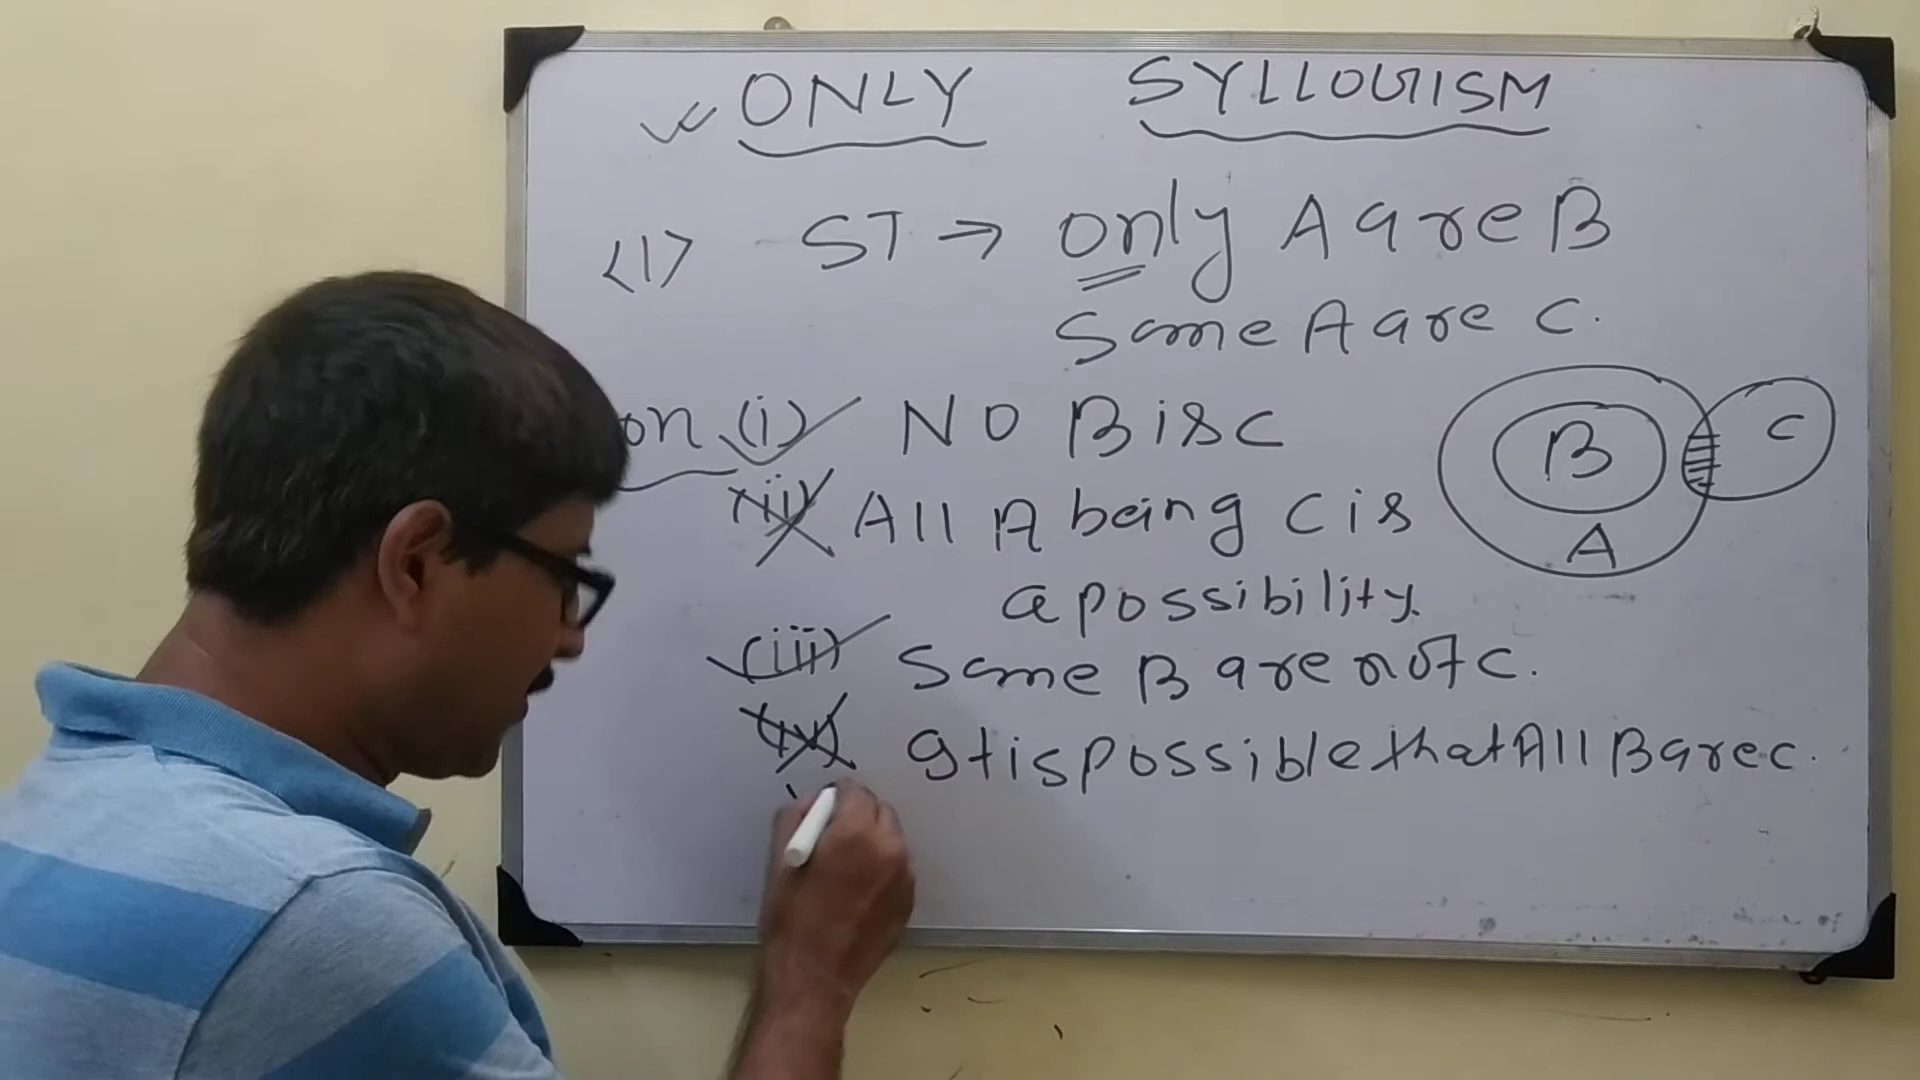 ONLY SYLLOGISM
<1> ST → Only A are B
Some A are C.
on (i) NO B is C
B
C
(ii) All A being C is
A
a possibility.
(iii) Some B are not C.
(iv) It is possible that All B are C.